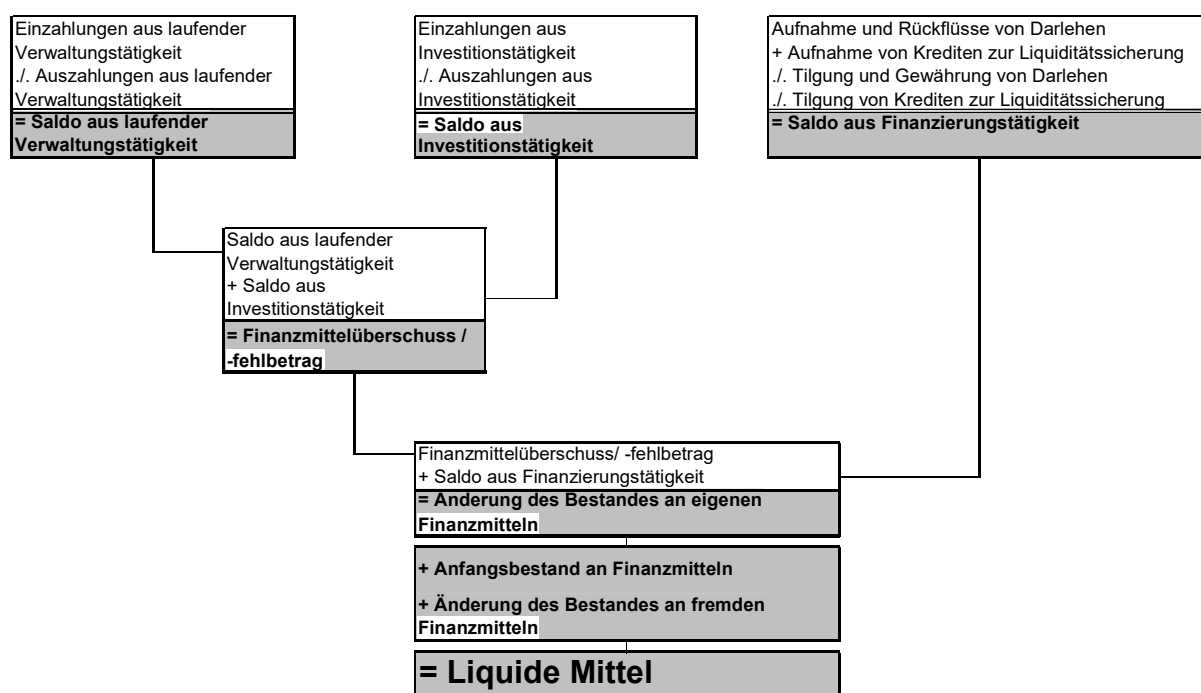 Einzahlungen aus laufender
Verwaltungstätigkeit
./. Auszahlungen aus laufender
Verwaltungstätigkeit
= Saldo aus laufender
Verwaltungstätigkeit
Einzahlungen aus
Investitionstätigkeit
./. Auszahlungen aus
Investitionstätigkeit
= Saldo aus
Investitionstätigkeit
Aufnahme und Rückflüsse von Darlehen
+ Aufnahme von Krediten zur Liquiditätssicherung
./. Tilgung und Gewährung von Darlehen
./. Tilgung von Krediten zur Liquiditätssicherung
= Saldo aus Finanzierungstätigkeit
Saldo aus laufender
Verwaltungstätigkeit
+ Saldo aus
Investitionstätigkeit
= Finanzmittelüberschuss /
-fehlbetrag
Finanzmittelüberschuss/ -fehlbetrag
+ Saldo aus Finanzierungstätigkeit
= Änderung des Bestandes an eigenen
Finanzmitteln
+ Anfangsbestand an Finanzmitteln
+ Änderung des Bestandes an fremden
Finanzmitteln
= Liquide Mittel